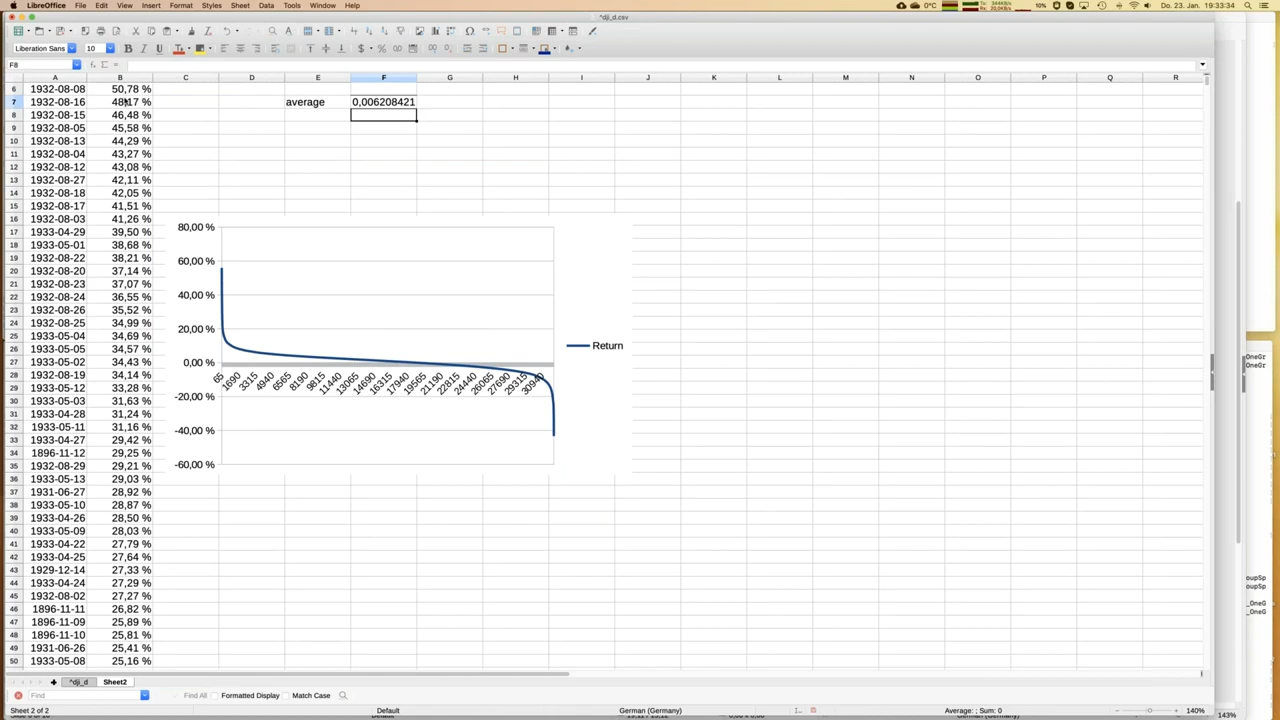 LibreOffice File Edit View Insert Format Styles Sheet Data Tools Window Help 0°C 10% Do. 23. Jan. 19:33:34
^dji_d.csv
Liberation Sans 10
F8
A B C D E F G H I J K L M N O P Q R
6 1932-08-08 50,78 %
7 1932-08-16 48,17 % average 0,006208421
8 1932-08-15 46,48 %
9 1932-08-05 45,58 %
10 1932-08-13 44,29 %
11 1932-08-04 43,27 %
12 1932-08-12 43,08 %
13 1932-08-27 42,11 %
14 1932-08-18 42,05 %
15 1932-08-17 41,51 %
16 1932-08-03 41,26 %
17 1933-04-29 39,50 %
18 1933-05-01 38,68 %
19 1932-08-22 38,21 %
20 1932-08-20 37,14 %
21 1932-08-23 37,07 %
22 1932-08-24 36,55 %
23 1932-08-26 35,52 %
24 1932-08-25 34,99 %
25 1933-05-04 34,69 %
26 1933-05-05 34,57 %
27 1933-05-02 34,43 %
28 1932-08-19 34,14 %
29 1933-05-12 33,28 %
30 1933-05-03 31,63 %
31 1933-04-28 31,24 %
32 1933-05-11 31,16 %
33 1933-04-27 29,42 %
34 1896-11-12 29,25 %
35 1932-08-29 29,21 %
36 1933-05-13 29,03 %
37 1931-06-27 28,92 %
38 1933-05-10 28,87 %
39 1933-04-26 28,50 %
40 1933-05-09 28,03 %
41 1933-04-22 27,79 %
42 1933-04-25 27,64 %
43 1929-12-14 27,33 %
44 1933-04-24 27,29 %
45 1932-08-02 27,27 %
46 1896-11-11 26,82 %
47 1896-11-09 25,89 %
48 1896-11-10 25,81 %
49 1931-06-26 25,41 %
50 1933-05-08 25,16 %
80,00 %
60,00 %
40,00 %
20,00 %
0,00 %
-20,00 %
-40,00 %
-60,00 %
65 1690 3315 4940 6565 8190 9815 11440 13065 14690 16315 17940 19565 21190 22815 24440 26065 27690 29315 30940
Return
^dji_d Sheet2
Find Find All Formatted Display Match Case
Sheet 2 of 2 Default German (Germany) Average: ; Sum: 0 140%
143%